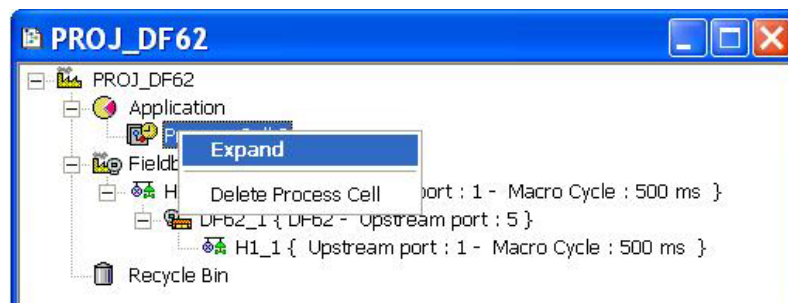 PROJ_DF62
PROJ_DF62
Application
Expand
Delete Process Cell
ort : 1 - Macro Cycle : 500 ms }
DF62_1 { DF62 - Upstream port : 5 }
H1_1 { Upstream port : 1 - Macro Cycle : 500 ms }
Recycle Bin